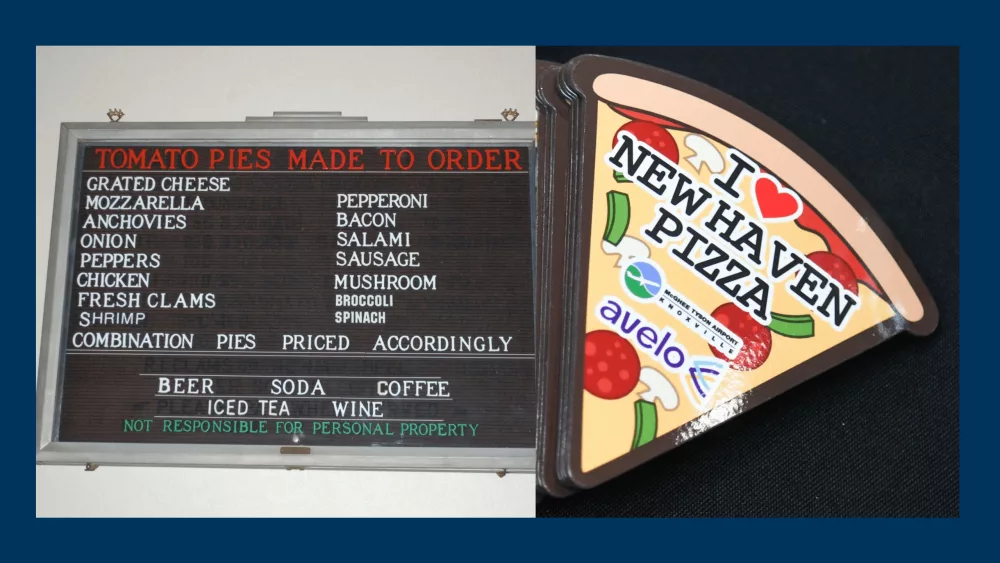 TOMATO PIES MADE TO ORDER
GRATED CHEESE
MOZZARELLA
ANCHOVIES
ONION
PEPPERS
CHICKEN
FRESH CLAMS
SHRIMP
PEPPERONI
BACON
SALAMI
SAUSAGE
MUSHROOM
BROCCOLI
SPINACH
COMBINATION PIES PRICED ACCORDINGLY
BEER SODA COFFEE
ICED TEA WINE
NOT RESPONSIBLE FOR PERSONAL PROPERTY
I ❤
NEW HAVEN
PIZZA
McGHEE TYSON AIRPORT
KNOXVILLE
avelo